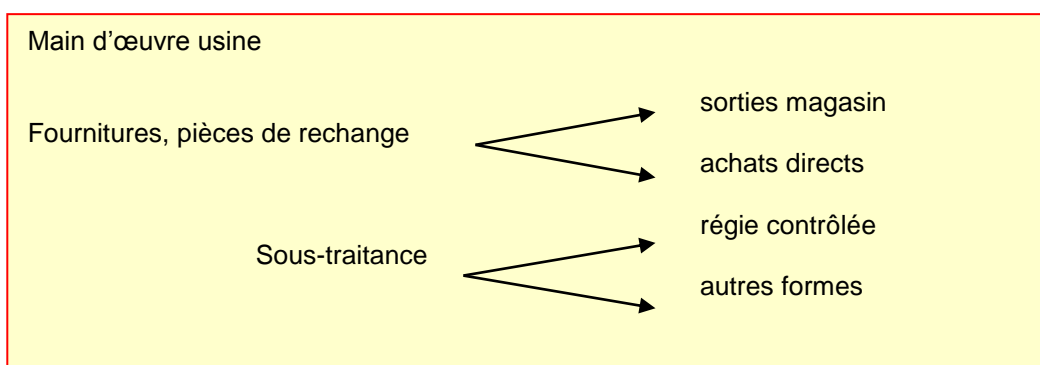 Main d'œuvre usine
Fournitures, pièces de rechange
sorties magasin
achats directs
Sous-traitance
régie contrôlée
autres formes